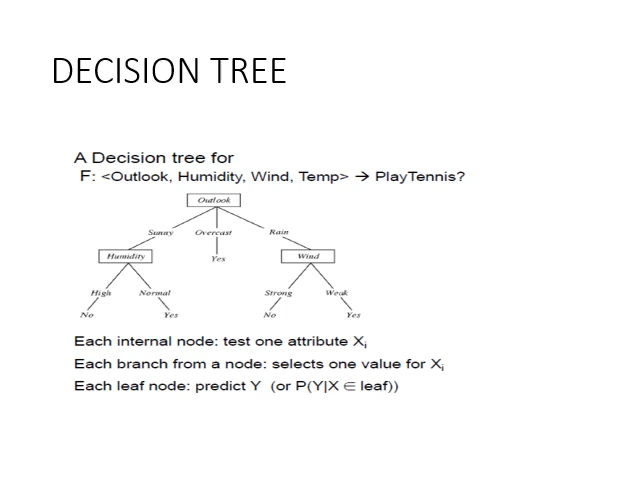 DECISION TREE
A Decision tree for
F: <Outlook, Humidity, Wind, Temp> → PlayTennis?
Outlook
Sunny Overcast Rain
Humidity Yes Wind
High Normal Strong Weak
No Yes No Yes
Each internal node: test one attribute Xi
Each branch from a node: selects one value for Xi
Each leaf node: predict Y (or P(Y|X ∈ leaf))